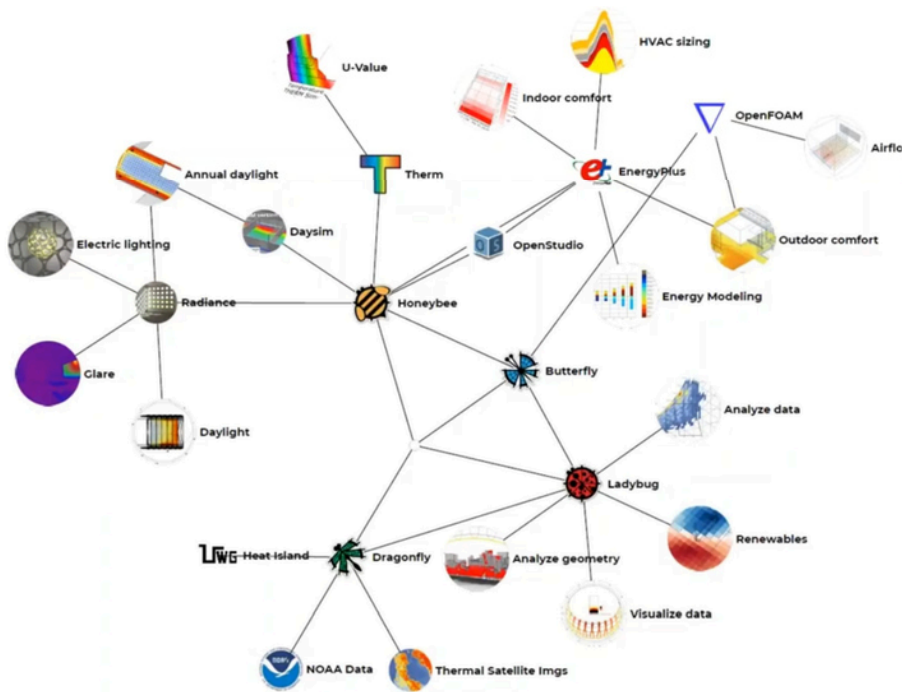 HVAC sizing
U-Value
Indoor comfort
OpenFOAM
Airflo
Annual daylight
Therm
EnergyPlus
Daysim
OpenStudio
Outdoor comfort
Electric lighting
Radiance
Honeybee
Energy Modeling
Glare
Butterfly
Analyze data
Daylight
Ladybug
Renewables
UWG
Heat Island
Dragonfly
Analyze geometry
Visualize data
NOAA Data
Thermal Satellite Imgs